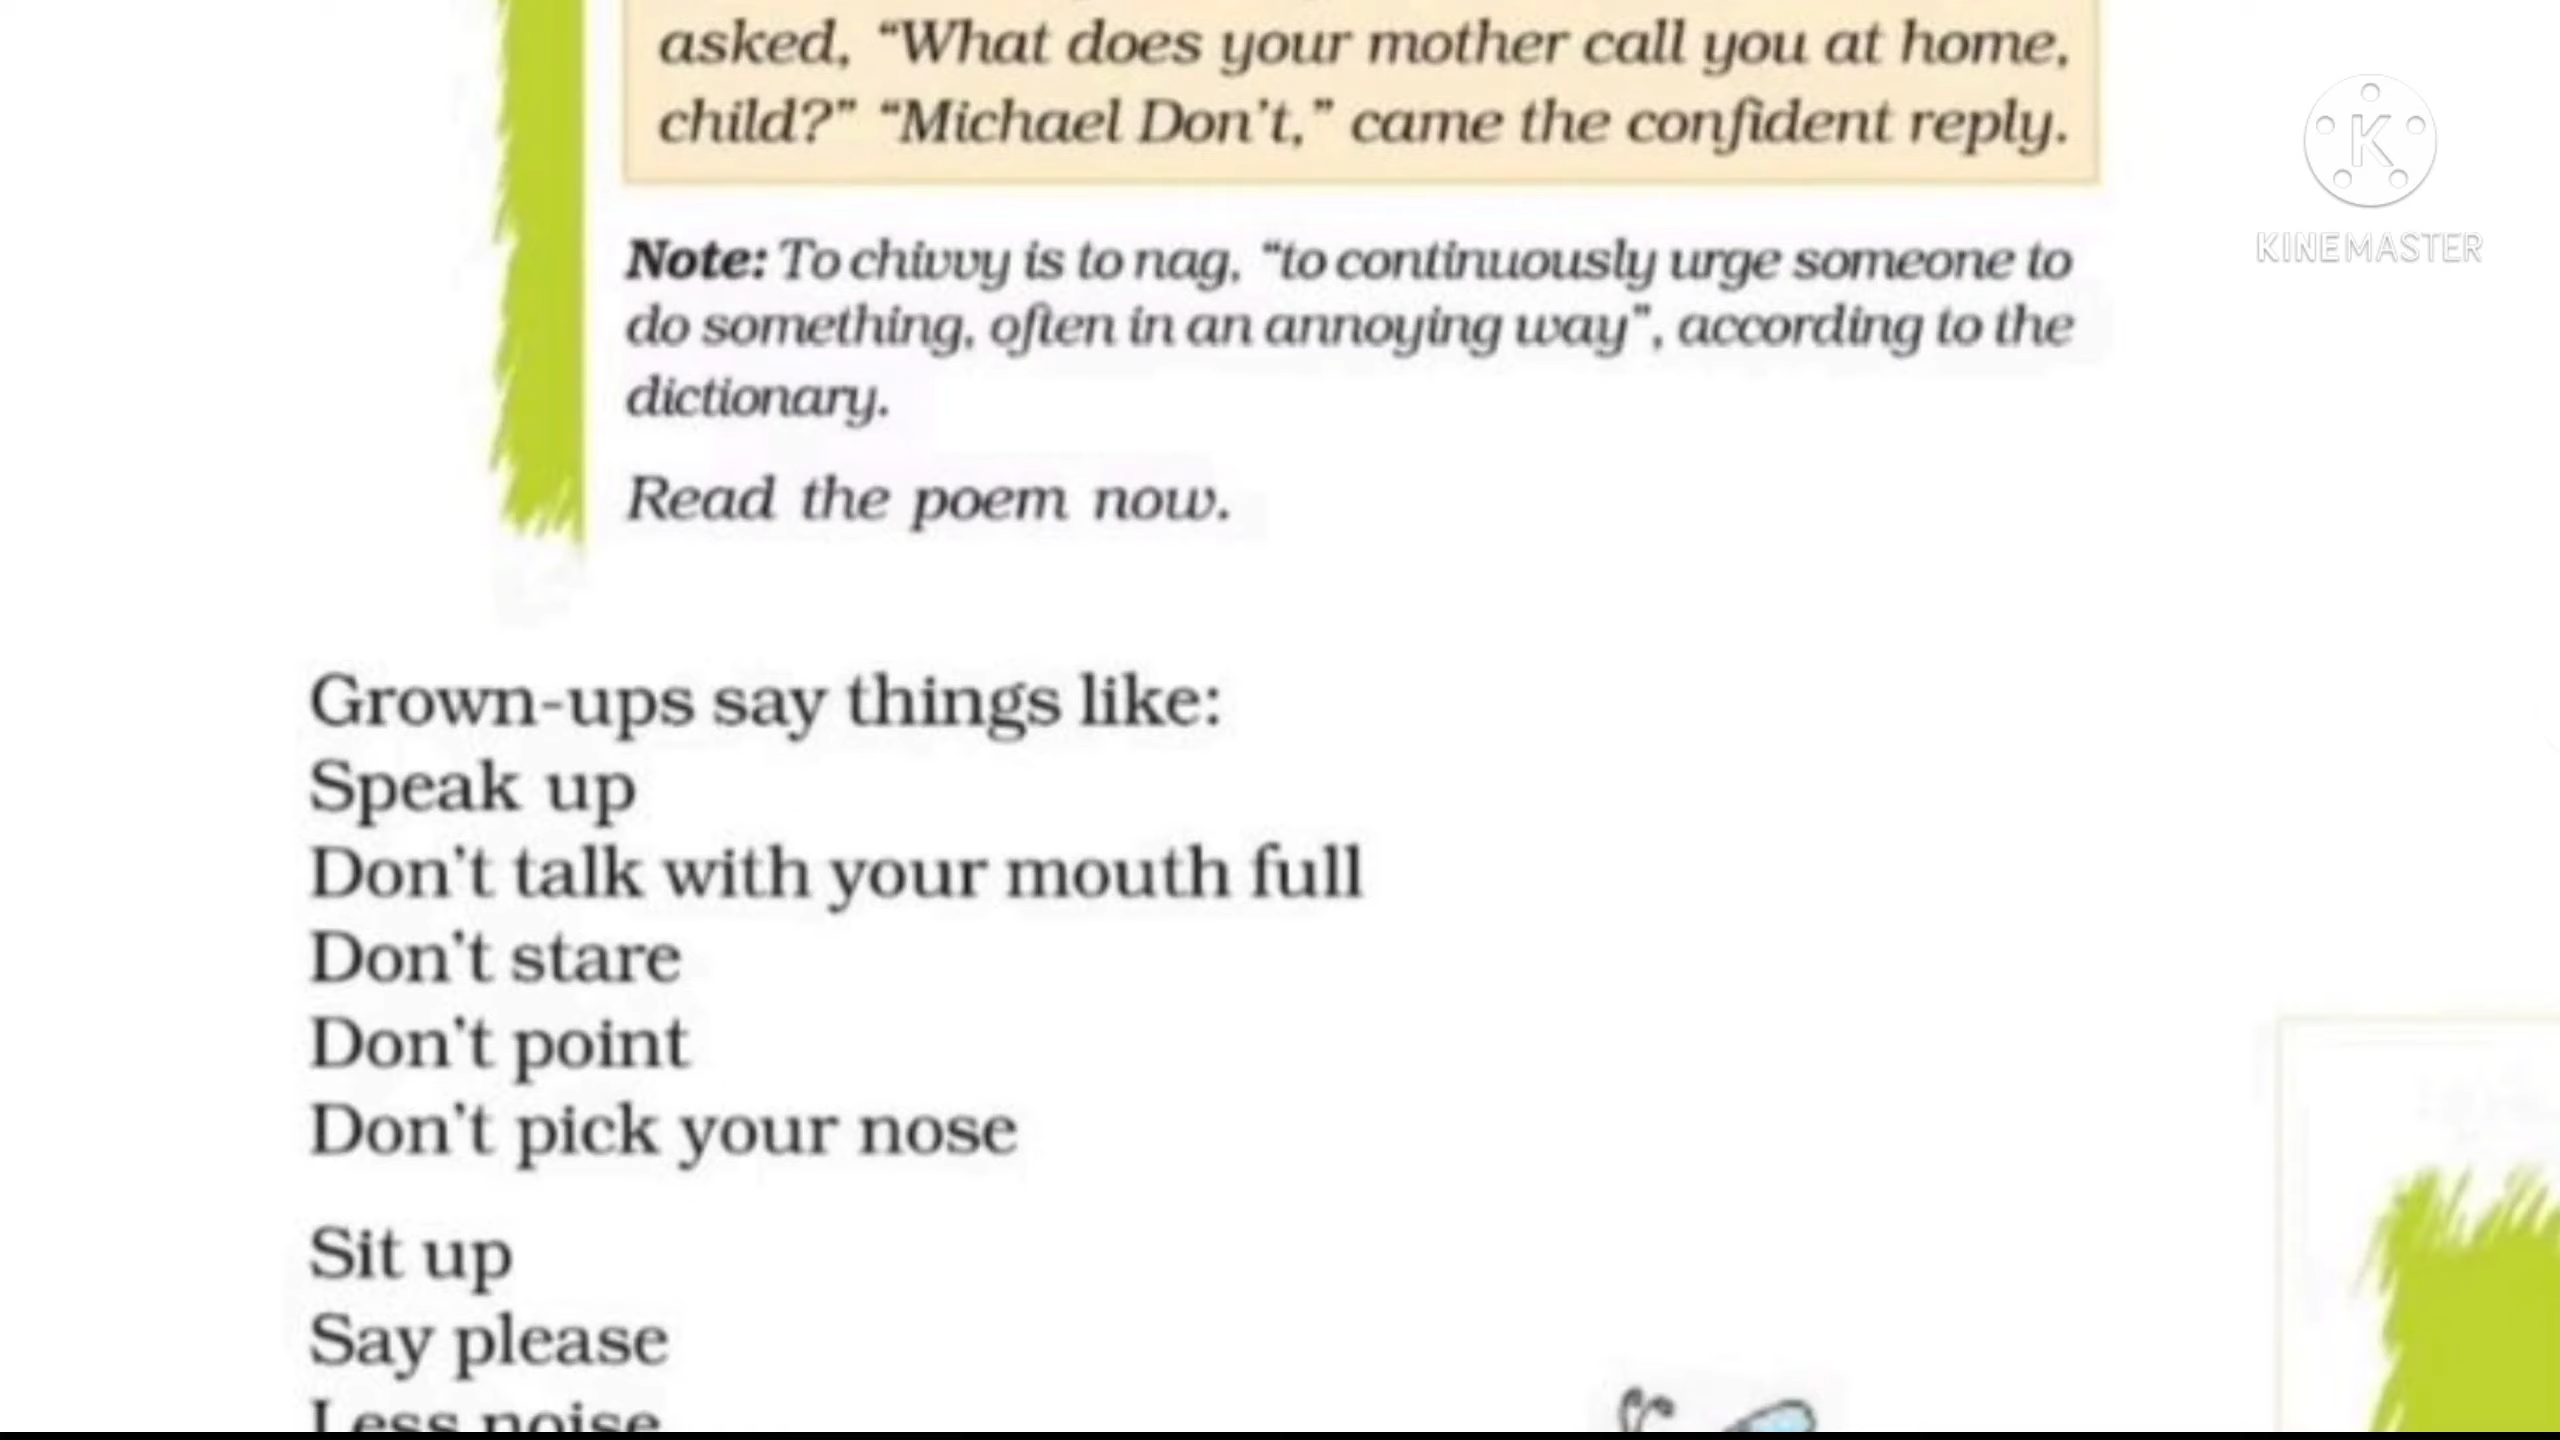 asked, “What does your mother call you at home,
child?” “Michael Don’t,” came the confident reply.
K
KINEMASTER
Note: To chivvy is to nag, “to continuously urge someone to
do something, often in an annoying way”, according to the
dictionary.
Read the poem now.
Grown-ups say things like:
Speak up
Don’t talk with your mouth full
Don’t stare
Don’t point
Don’t pick your nose
Sit up
Say please
Less noise